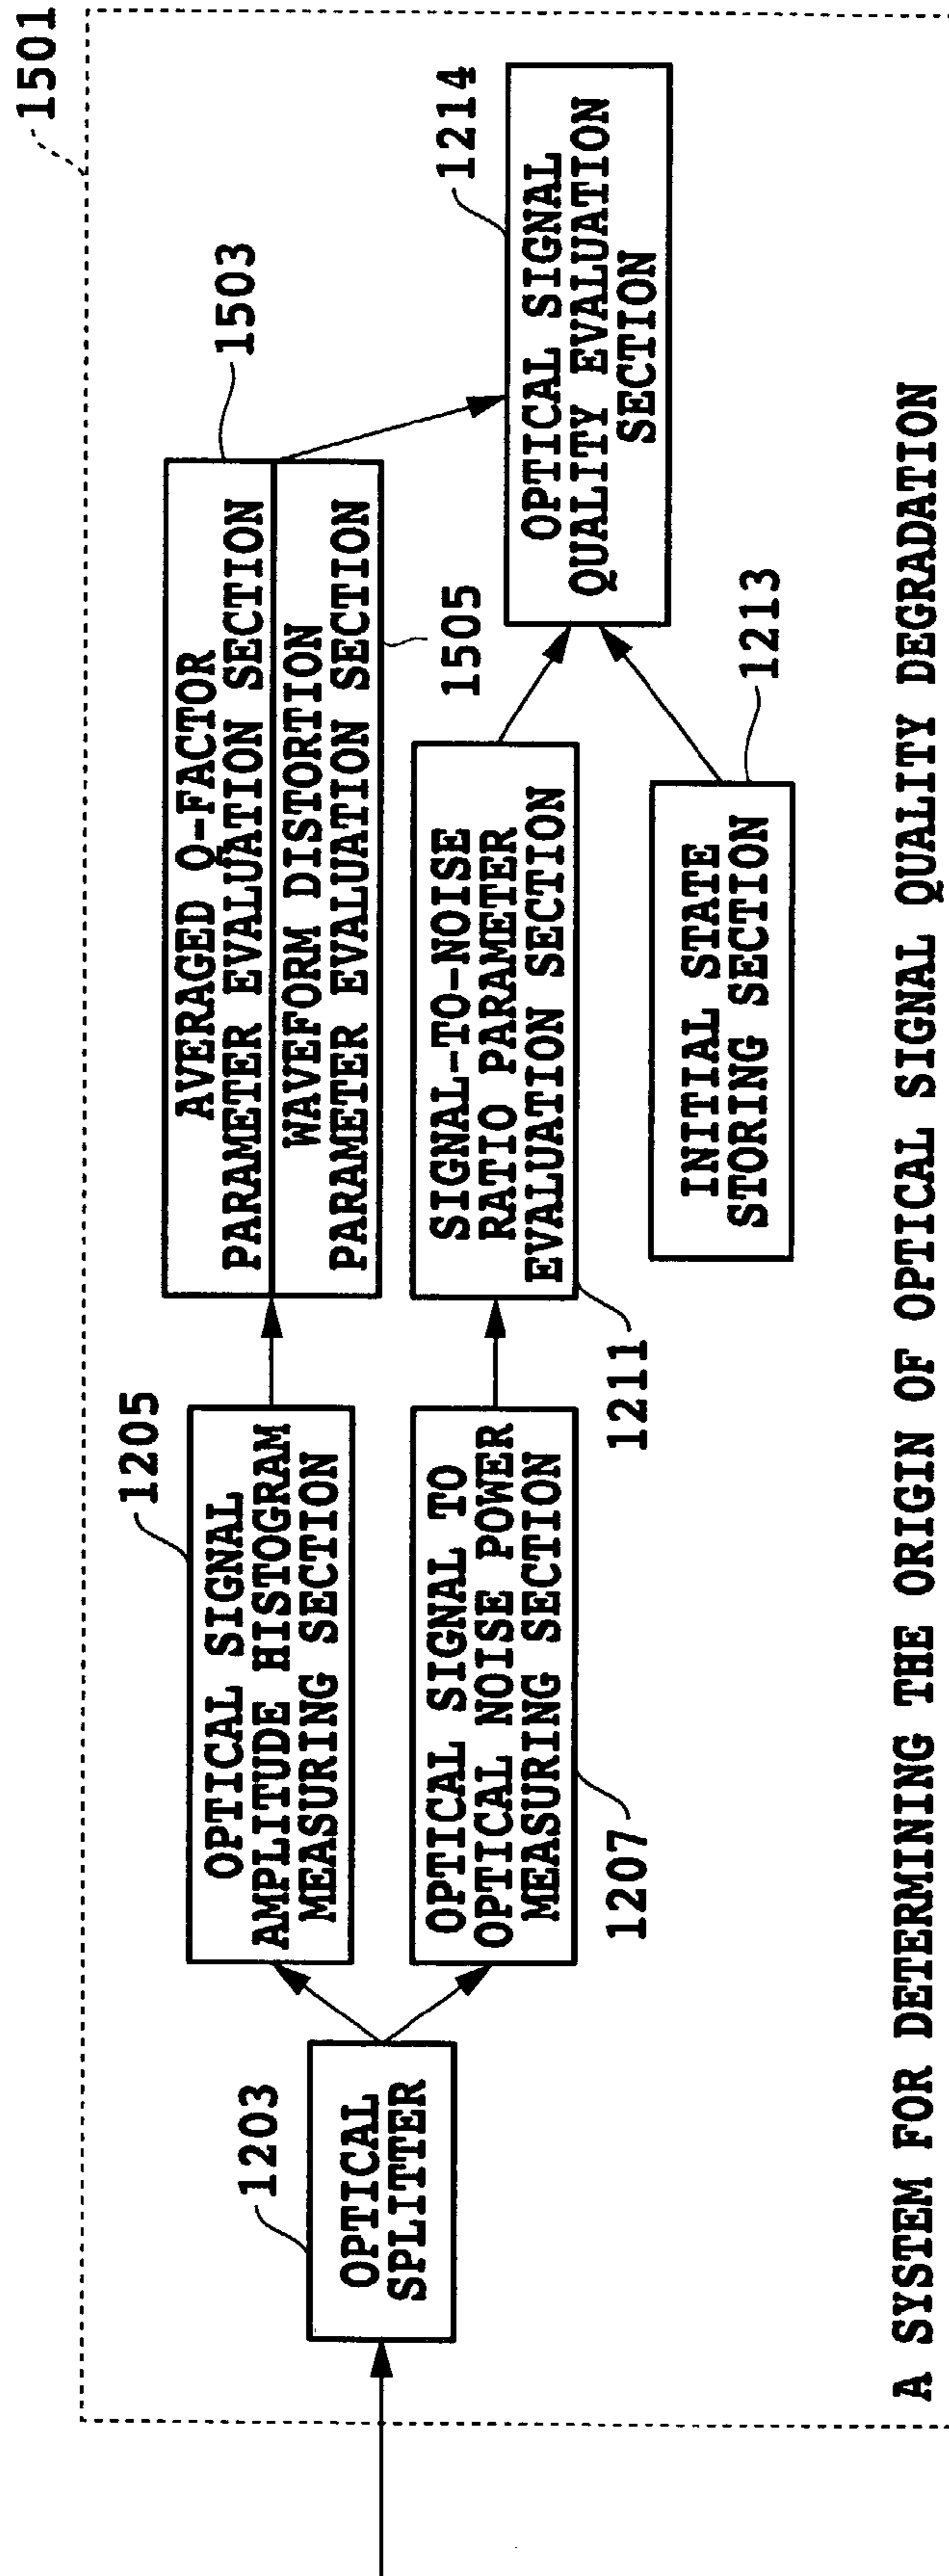 1501
1203
OPTICAL
SPLITTER
1205
OPTICAL SIGNAL
AMPLITUDE HISTOGRAM
MEASURING SECTION
OPTICAL SIGNAL TO
OPTICAL NOISE POWER
MEASURING SECTION
1207
1503
AVERAGED Q-FACTOR
PARAMETER EVALUATION SECTION
WAVEFORM DISTORTION
PARAMETER EVALUATION SECTION
1505
SIGNAL-TO-NOISE
RATIO PARAMETER
EVALUATION SECTION
1211
INITIAL STATE
STORING SECTION
1213
1214
OPTICAL SIGNAL
QUALITY EVALUATION
SECTION
A SYSTEM FOR DETERMINING THE ORIGIN OF OPTICAL SIGNAL QUALITY DEGRADATION